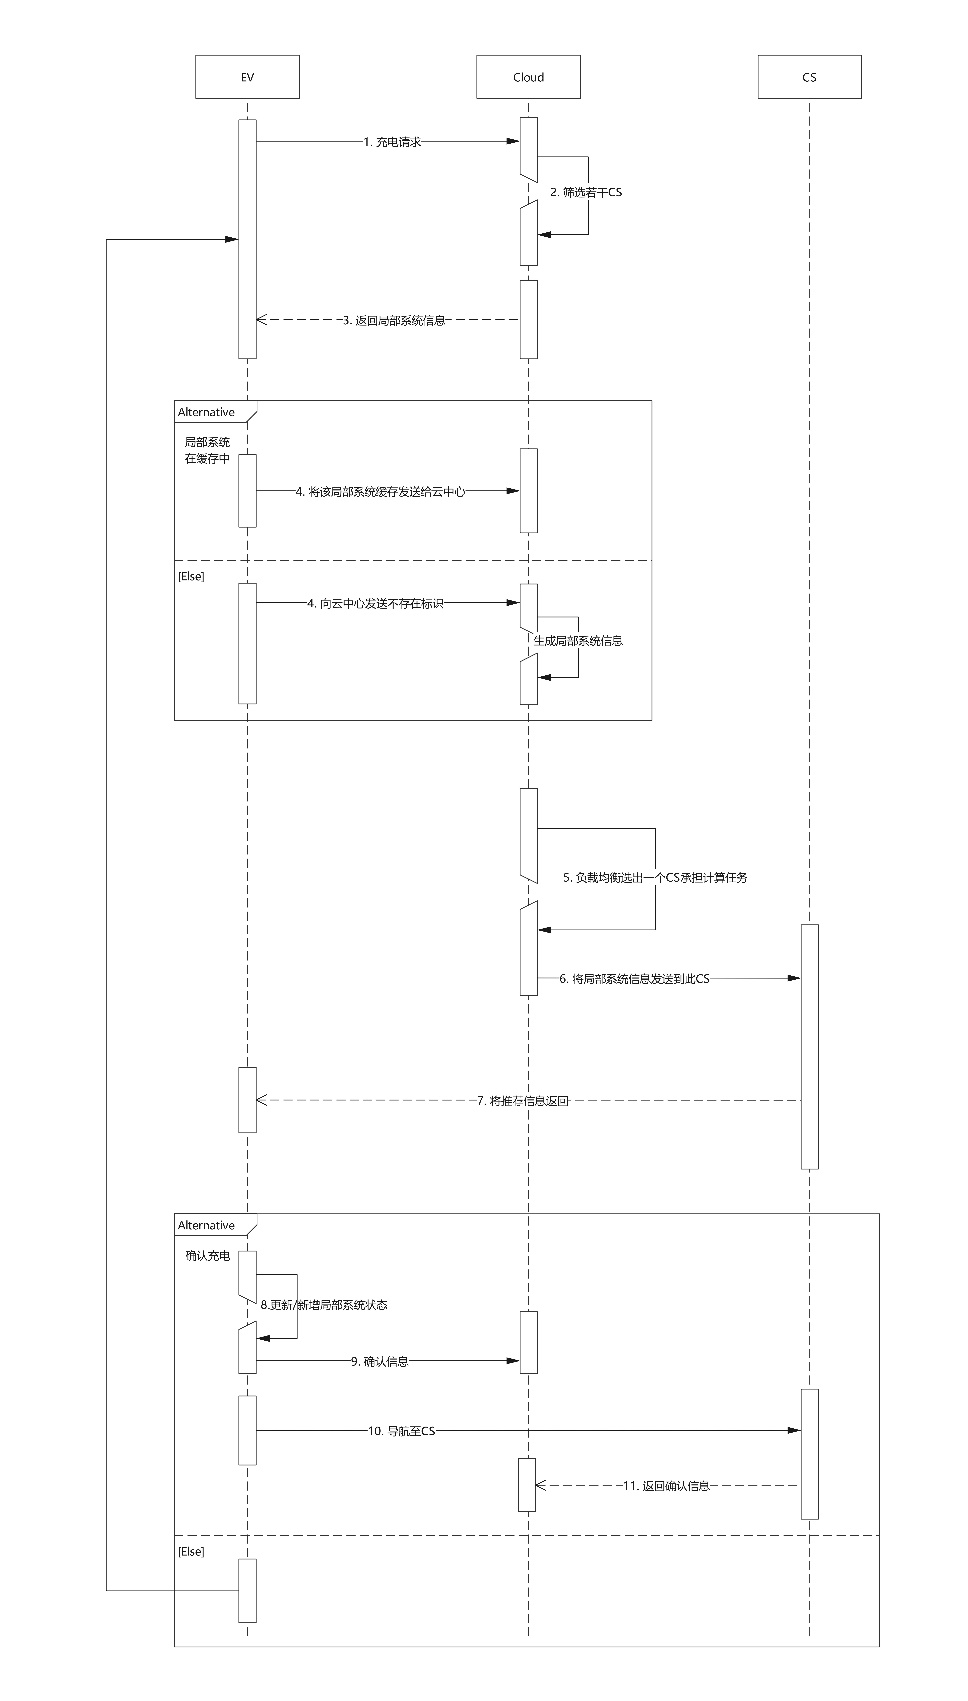 EV
Cloud
CS
1. 充电请求
2. 筛选若干CS
3. 返回局部系统信息
Alternative
局部系统
在缓存中
4. 将该局部系统缓存发送给云中心
[Else]
4. 向云中心发送不存在标识
生成局部系统信息
5. 负载均衡选出一个CS承担计算任务
6. 将局部系统信息发送到此CS
7. 将推荐信息返回
Alternative
确认充电
8.更新/新增局部系统状态
9. 确认信息
10. 导航至CS
11. 返回确认信息
[Else]